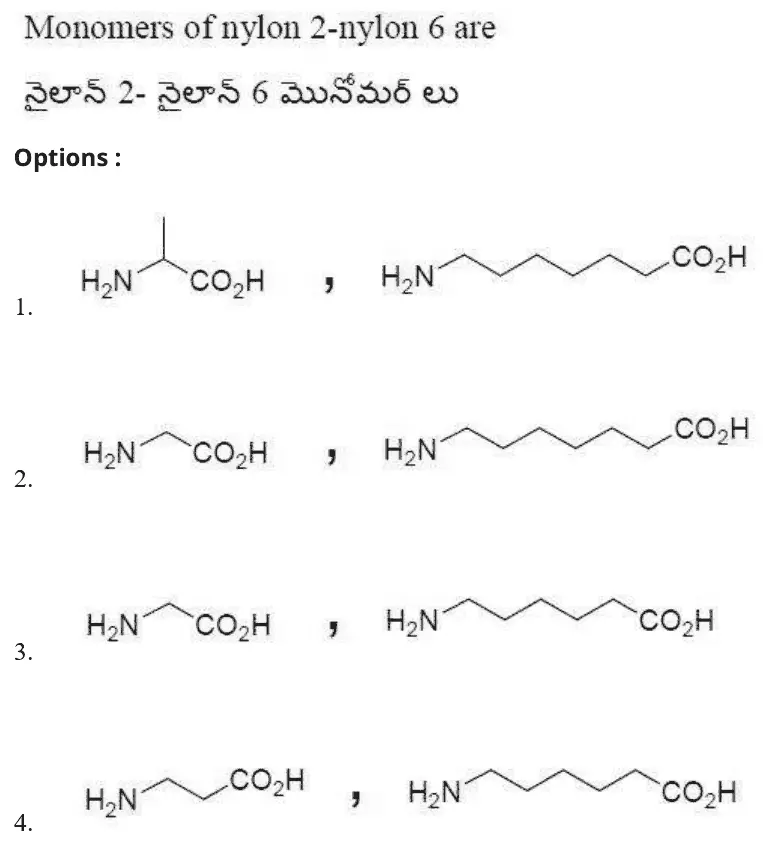 Monomers of nylon 2-nylon 6 are
నైలాన్ 2- నైలాన్ 6 మొనోమర్ లు
Options :
1. H₂N CO₂H , H₂N CO₂H
2. H₂N CO₂H , H₂N CO₂H
3. H₂N CO₂H , H₂N CO₂H
4. H₂N CO₂H , H₂N CO₂H